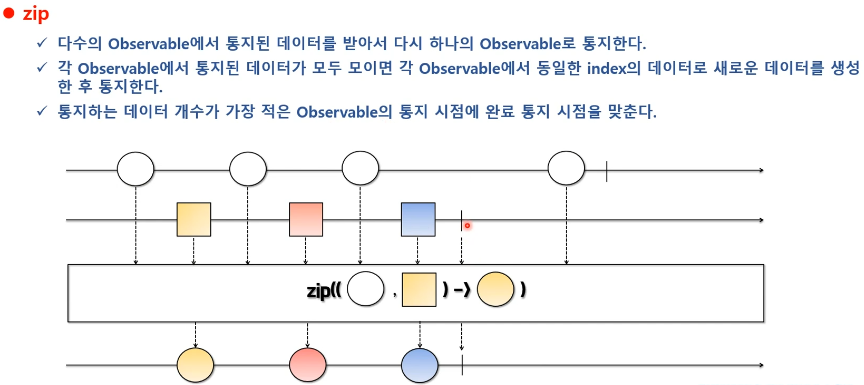 ● zip
✓ 다수의 Observable에서 통지된 데이터를 받아서 다시 하나의 Observable로 통지한다.
✓ 각 Observable에서 통지된 데이터가 모두 모이면 각 Observable에서 동일한 index의 데이터로 새로운 데이터를 생성
한 후 통지한다.
✓ 통지하는 데이터 개수가 가장 적은 Observable의 통지 시점에 완료 통지 시점을 맞춘다.
zip(( , ) -> )